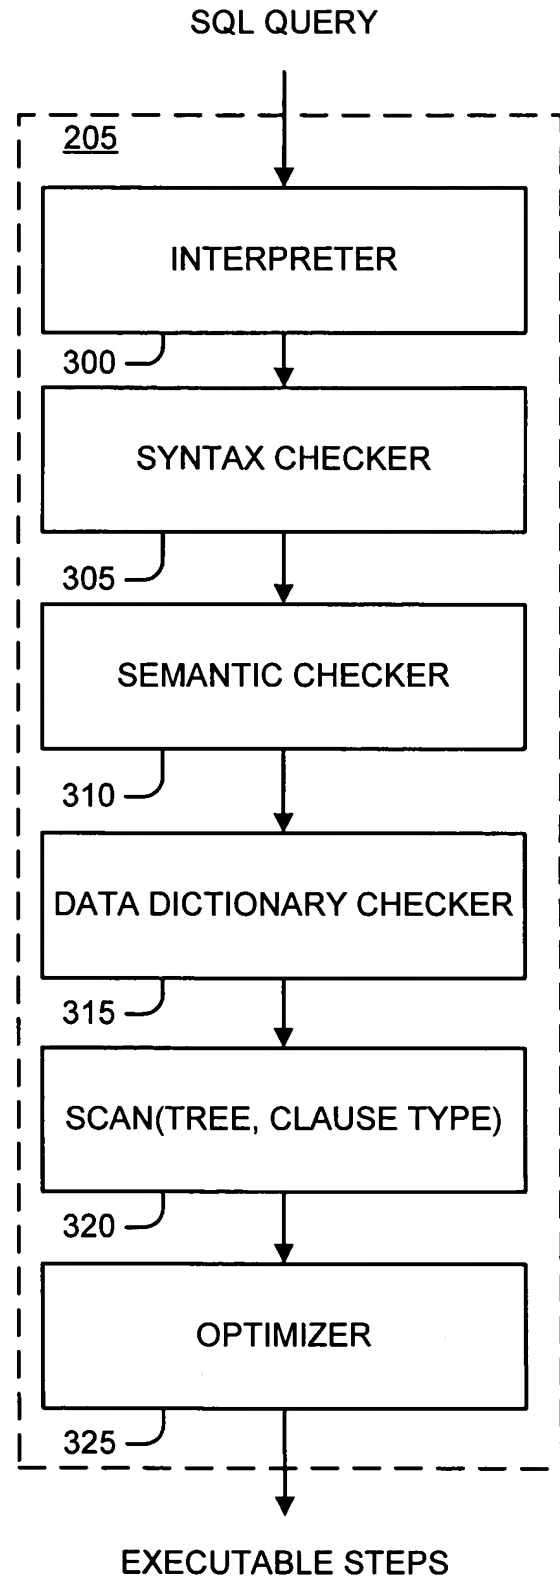 SQL QUERY
205
INTERPRETER
300
SYNTAX CHECKER
305
SEMANTIC CHECKER
310
DATA DICTIONARY CHECKER
315
SCAN(TREE, CLAUSE TYPE)
320
OPTIMIZER
325
EXECUTABLE STEPS